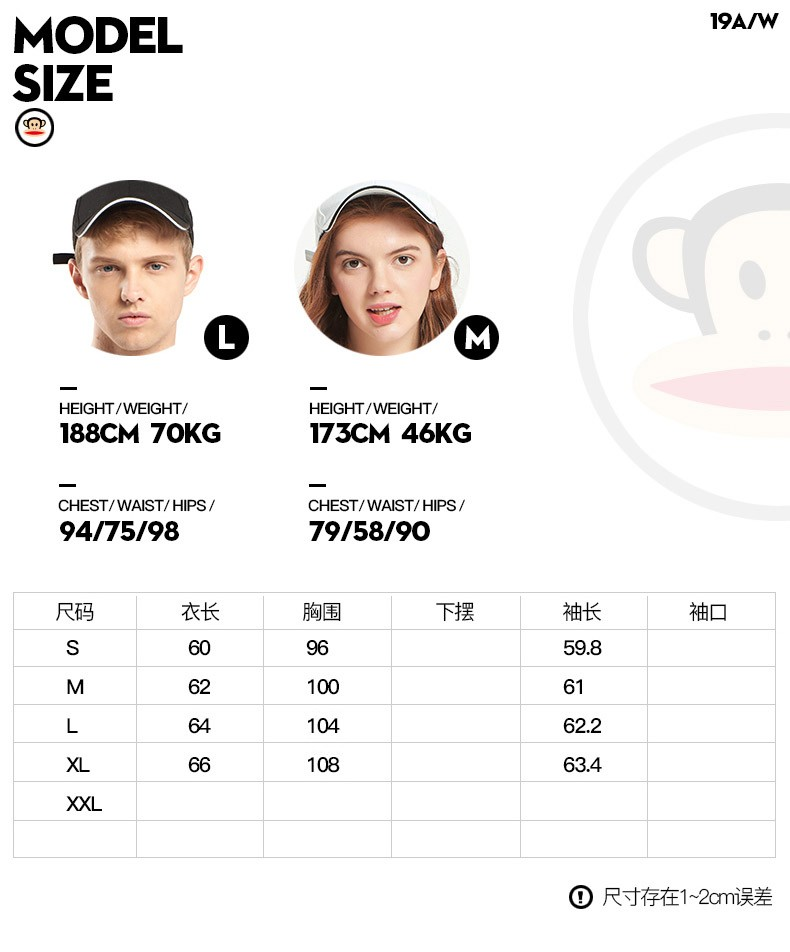 MODEL
SIZE
19A/W
L
M
HEIGHT/WEIGHT/
188CM 70KG
CHEST/WAIST/HIPS/
94/75/98
HEIGHT/WEIGHT/
173CM 46KG
CHEST/WAIST/HIPS/
79/58/90
尺码 衣长 胸围 下摆 袖长 袖口
S 60 96 59.8
M 62 100 61
L 64 104 62.2
XL 66 108 63.4
XXL
尺寸存在1~2cm误差